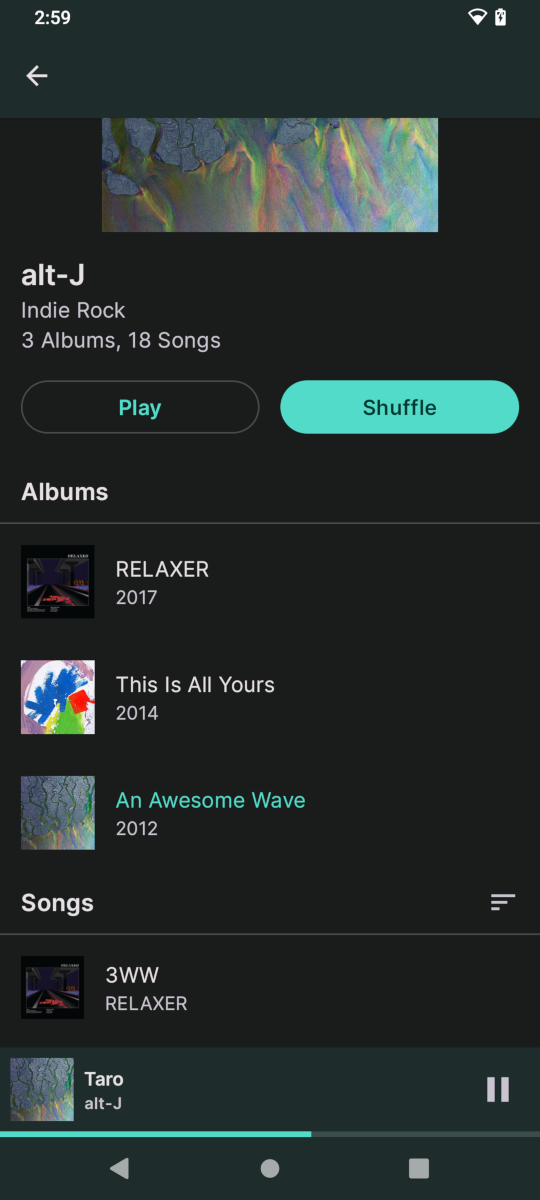 2:59
alt-J
Indie Rock
3 Albums, 18 Songs
Play
Shuffle
Albums
RELAXER
2017
This Is All Yours
2014
An Awesome Wave
2012
Songs
3WW
RELAXER
Taro
alt-J